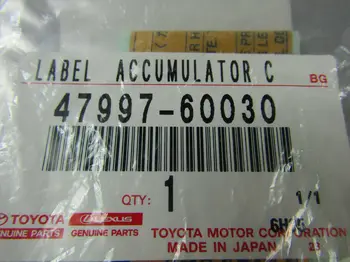 LABEL ACCUMULATOR C BG
47997-60030
QTY: 1 1/1
TOYOTA LEXUS
GENUINE PARTS GENUINE PARTS TOYOTA MOTOR CORPORATION
MADE IN JAPAN 23